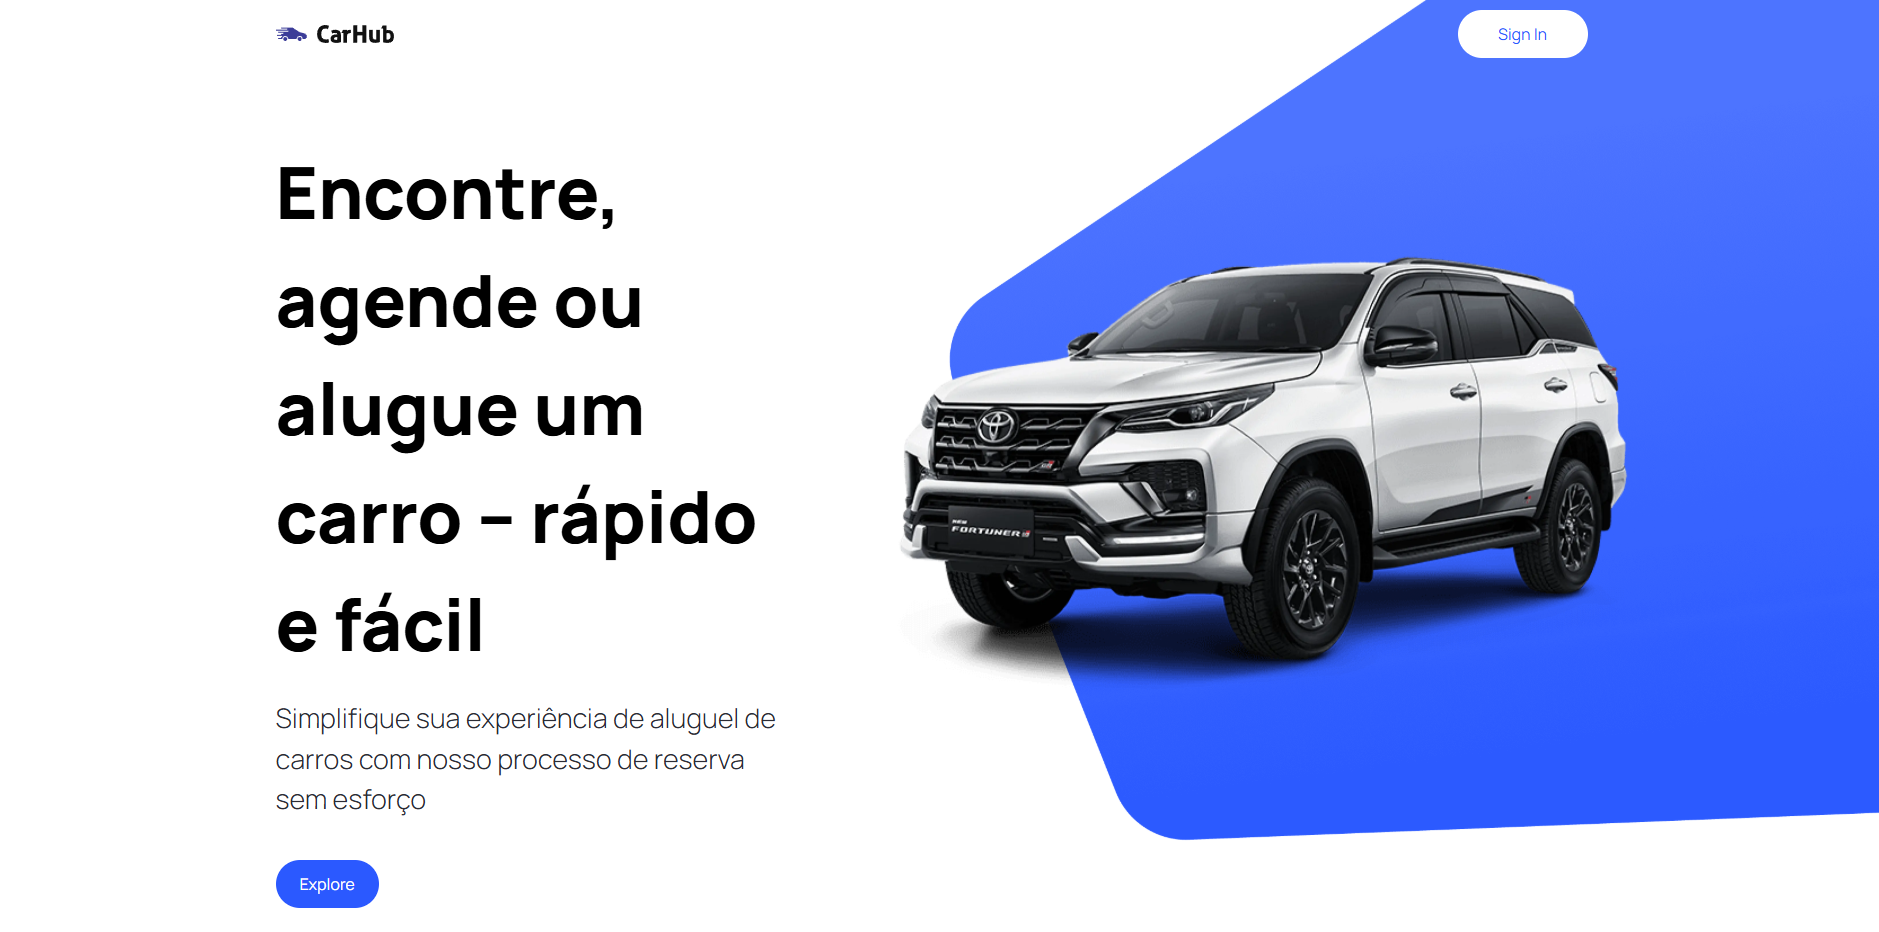 CarHub
Sign In
Encontre,
agende ou
alugue um
carro – rápido
e fácil
Simplifique sua experiência de aluguel de
carros com nosso processo de reserva
sem esforço
Explore
NEW
FORTUNER